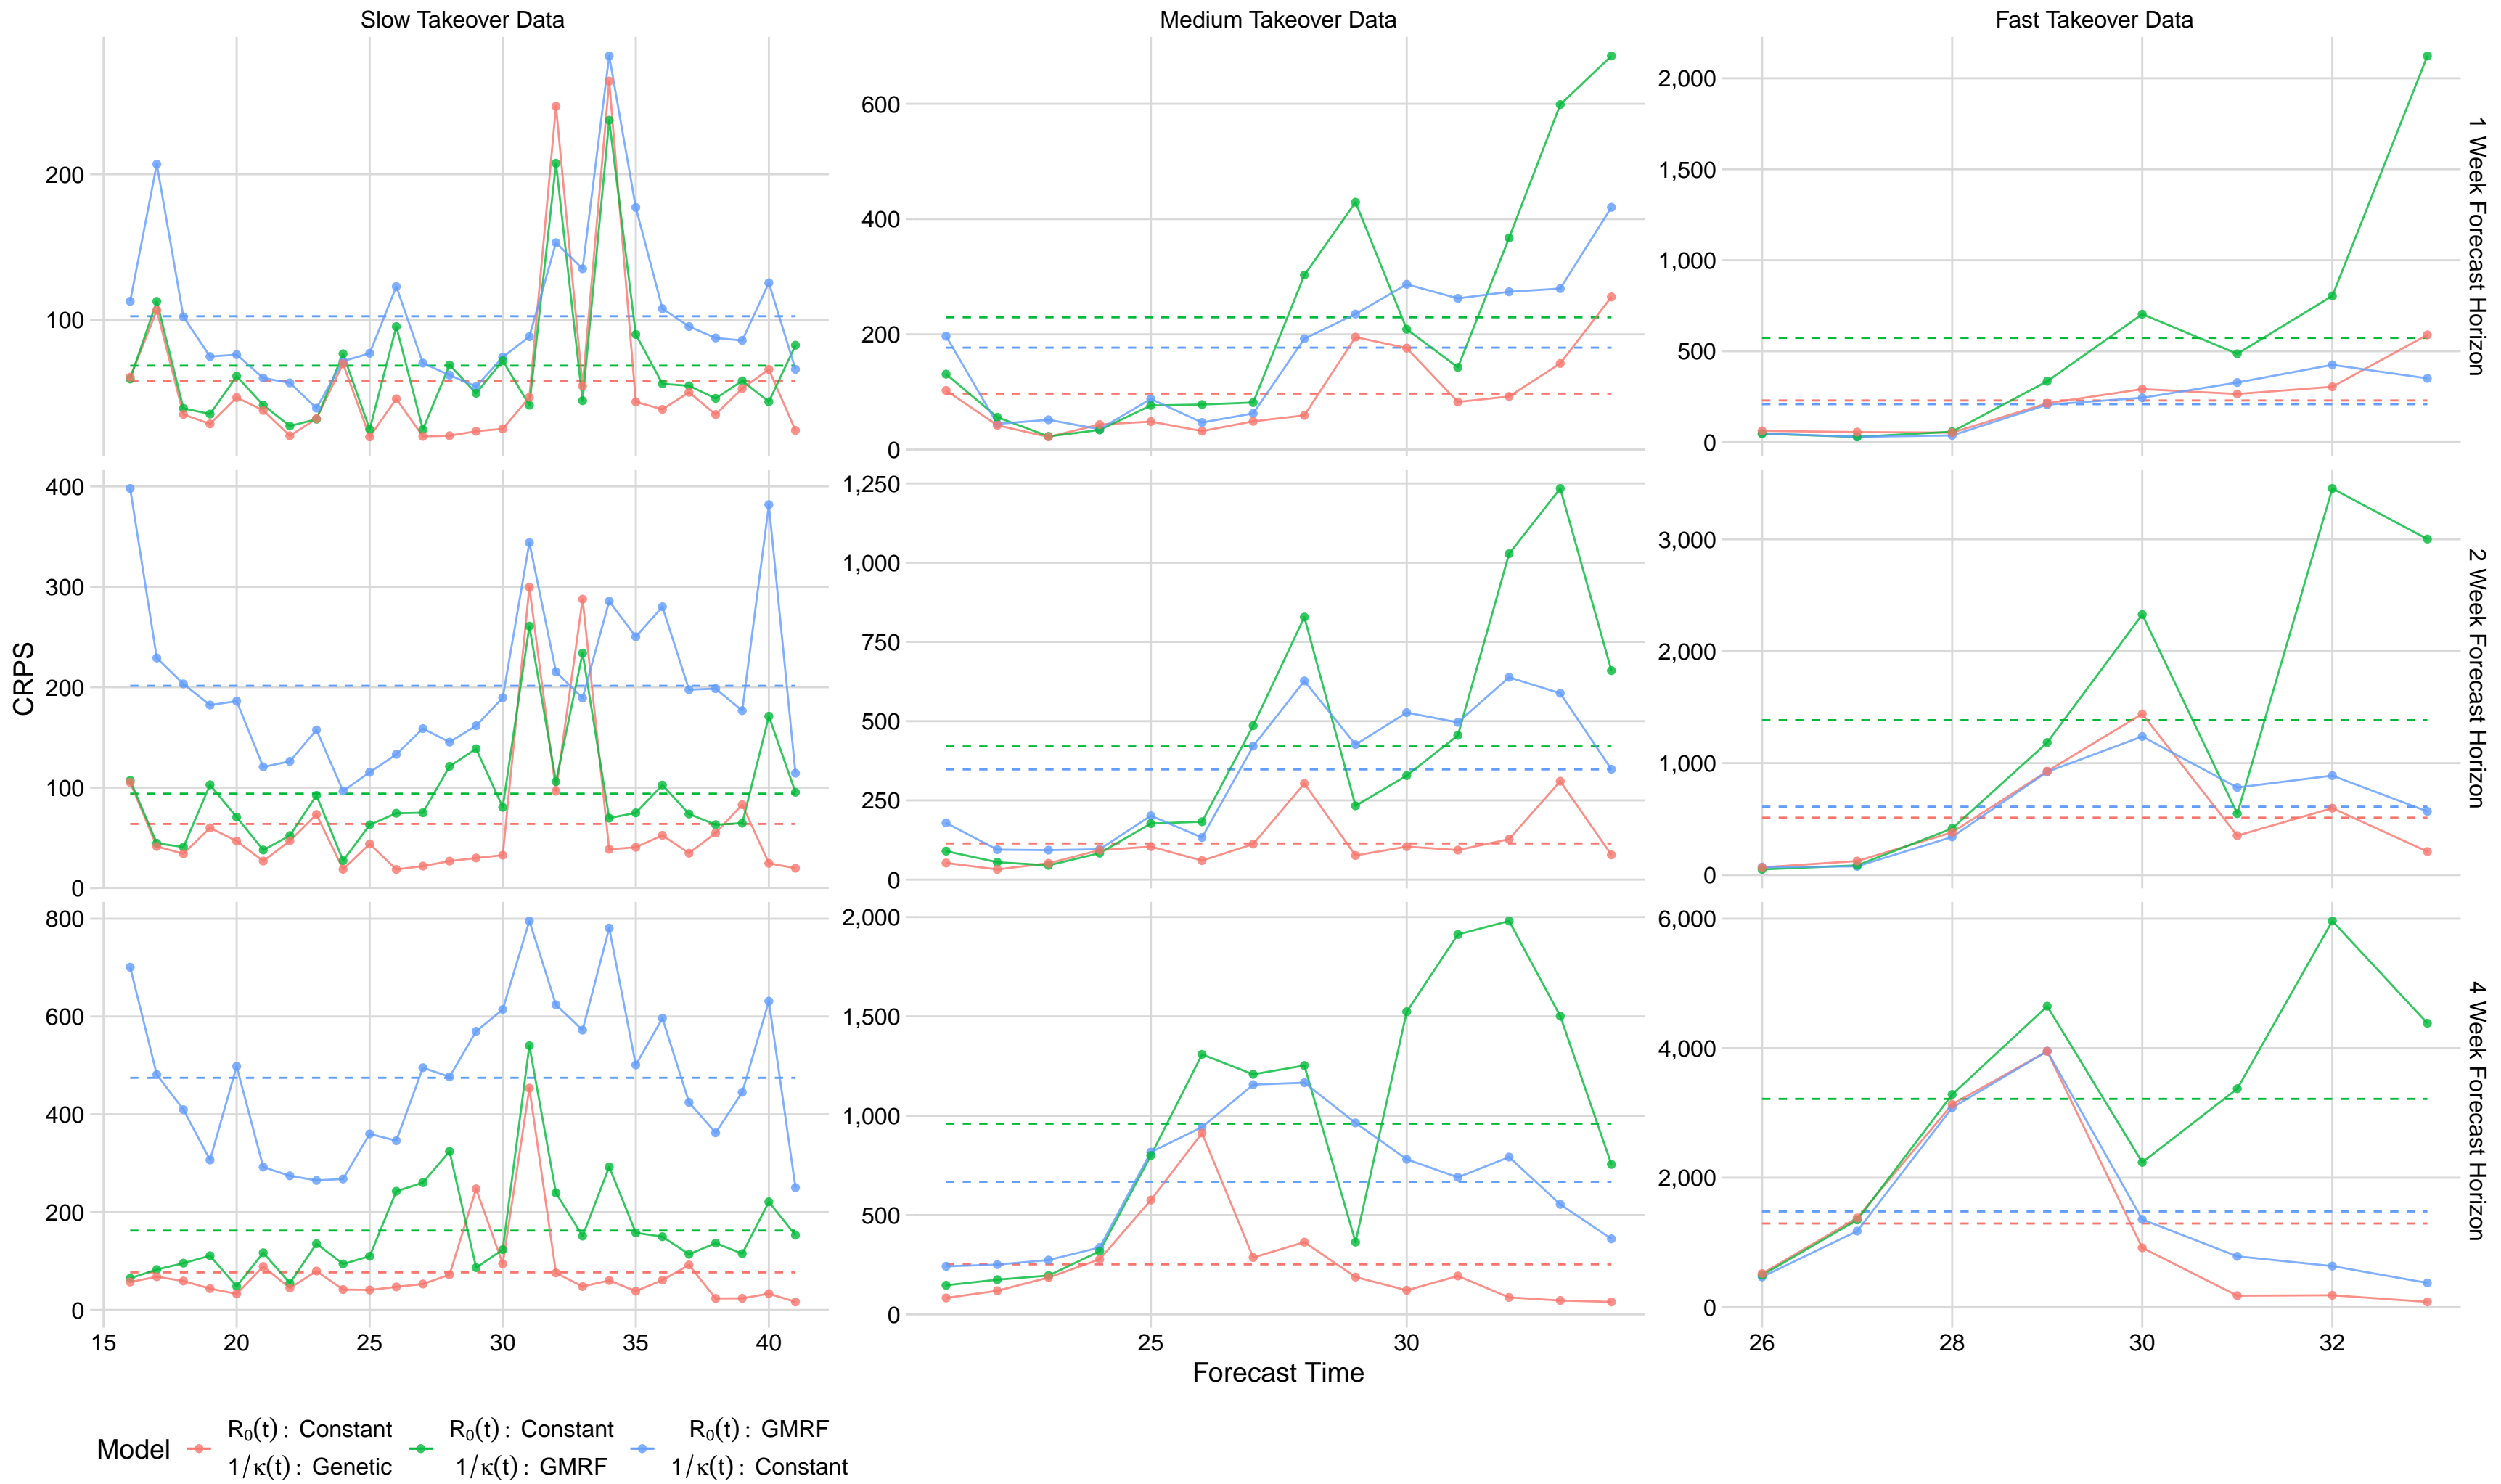 Slow Takeover Data
Medium Takeover Data
Fast Takeover Data
200
100
600
400
200
0
2,000
1,500
1,000
500
0
1 Week Forecast Horizon
400
300
200
100
0
1,250
1,000
750
500
250
0
3,000
2,000
1,000
0
2 Week Forecast Horizon
CRPS
800
600
400
200
0
2,000
1,500
1,000
500
0
6,000
4,000
2,000
0
4 Week Forecast Horizon
15 20 25 30 35 40
25 30
26 28 30 32
Forecast Time
Model
R₀(t): Constant
1/κ(t): Genetic
R₀(t): Constant
1/κ(t): GMRF
R₀(t): GMRF
1/κ(t): Constant